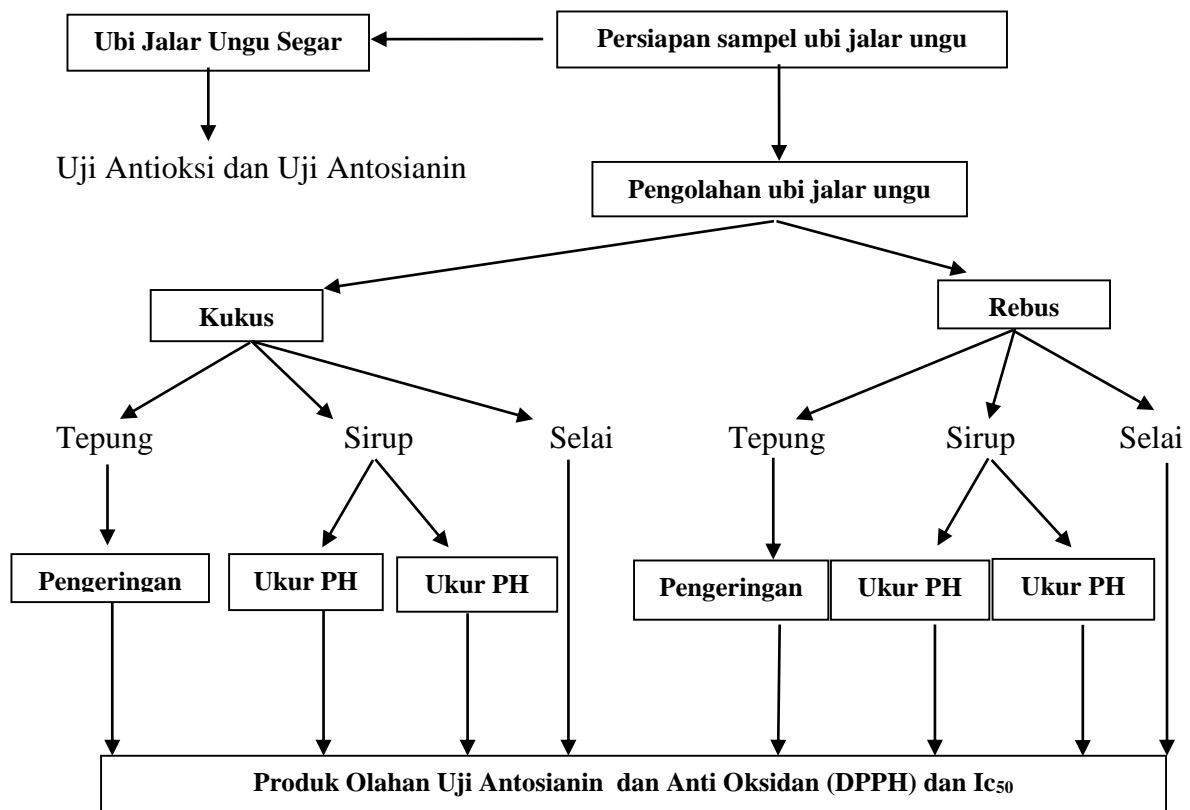 Ubi Jalar Ungu Segar
Persiapan sampel ubi jalar ungu
Uji Antioksi dan Uji Antosianin
Pengolahan ubi jalar ungu
Kukus
Rebus
Tepung
Sirup
Selai
Tepung
Sirup
Selai
Pengeringan
Ukur PH
Ukur PH
Pengeringan
Ukur PH
Ukur PH
Produk Olahan Uji Antosianin dan Anti Oksidan (DPPH) dan Ic₅₀